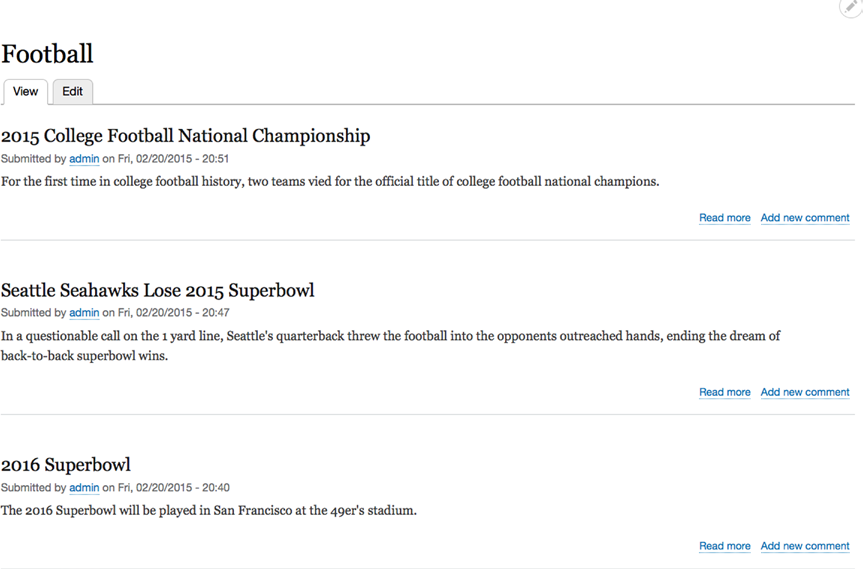 Football
View Edit
2015 College Football National Championship
Submitted by admin on Fri, 02/20/2015 - 20:51
For the first time in college football history, two teams vied for the official title of college football national champions.
Read more Add new comment
Seattle Seahawks Lose 2015 Superbowl
Submitted by admin on Fri, 02/20/2015 - 20:47
In a questionable call on the 1 yard line, Seattle's quarterback threw the football into the opponents outreached hands, ending the dream of
back-to-back superbowl wins.
Read more Add new comment
2016 Superbowl
Submitted by admin on Fri, 02/20/2015 - 20:40
The 2016 Superbowl will be played in San Francisco at the 49er's stadium.
Read more Add new comment